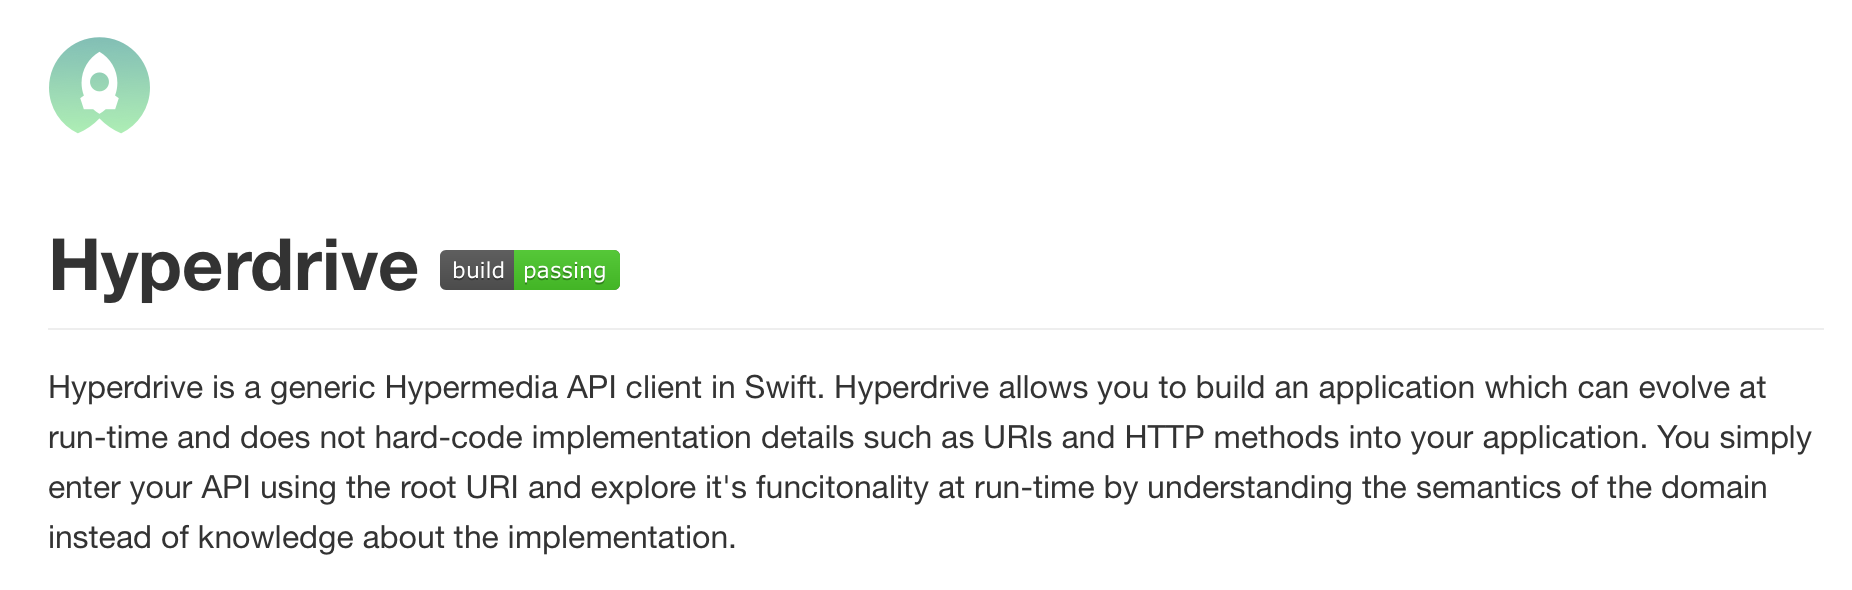 Hyperdrive build passing
Hyperdrive is a generic Hypermedia API client in Swift. Hyperdrive allows you to build an application which can evolve at
run-time and does not hard-code implementation details such as URIs and HTTP methods into your application. You simply
enter your API using the root URI and explore it's funcitonality at run-time by understanding the semantics of the domain
instead of knowledge about the implementation.